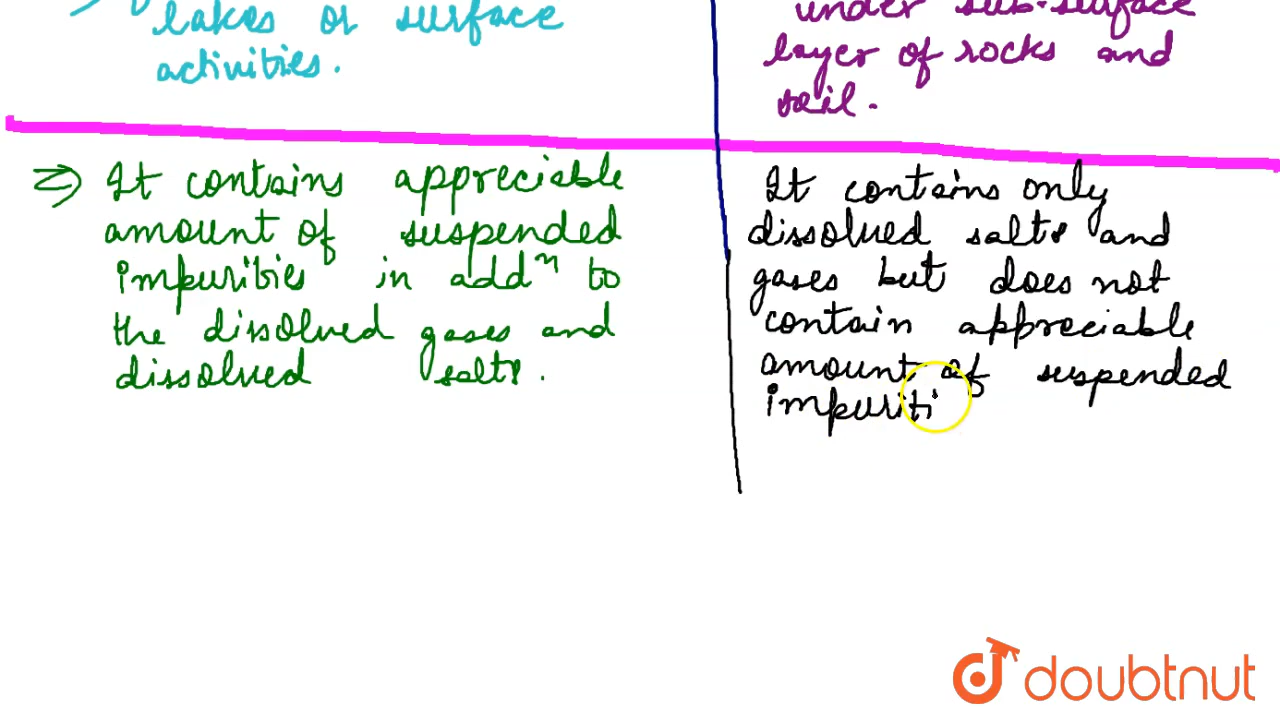 lakes or surface
activities.
under sub-surface
layer of rocks and
soil.
⇒ It contains appreciable
amount of suspended
impurities in addⁿ to
the dissolved gases and
dissolved salts.
It contains only
dissolved salts and
gases but does not
contain appreciable
amount of suspended
impuriti
doubtnut